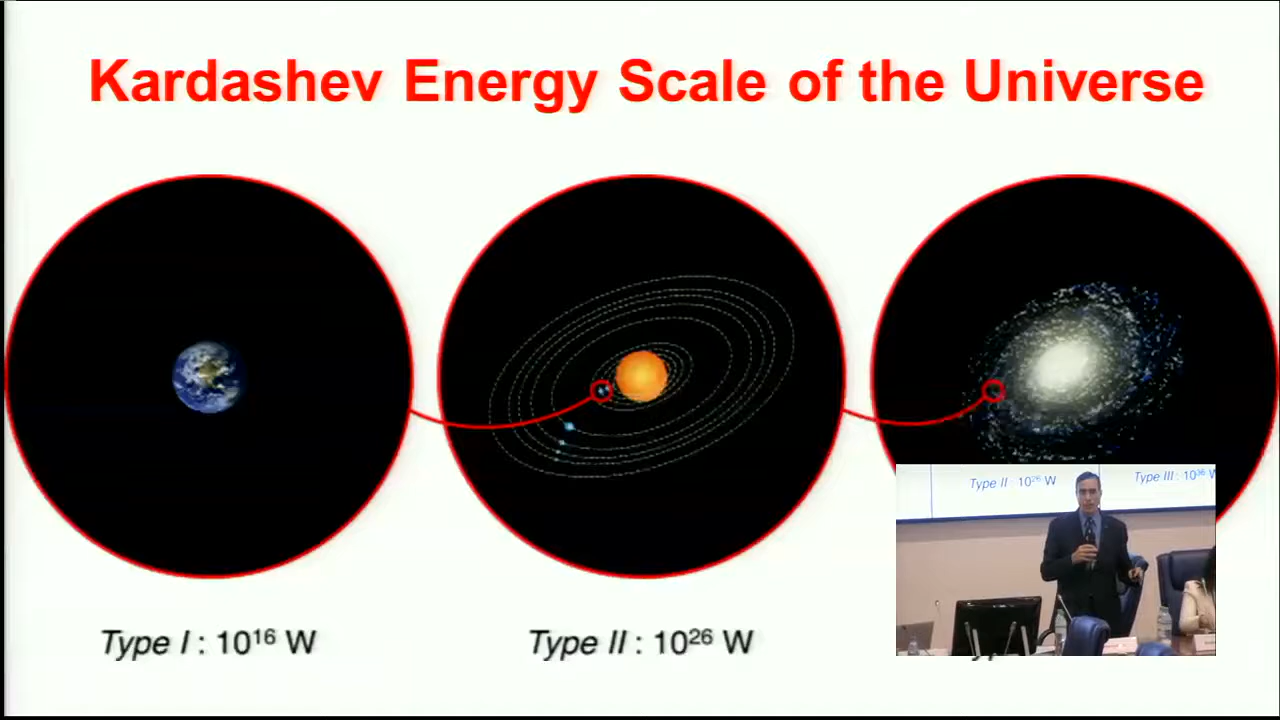 Kardashev Energy Scale of the Universe
Type II : 10²⁶ W
Type III : 10³⁶ W
Type I : 10¹⁶ W
Type II : 10²⁶ W